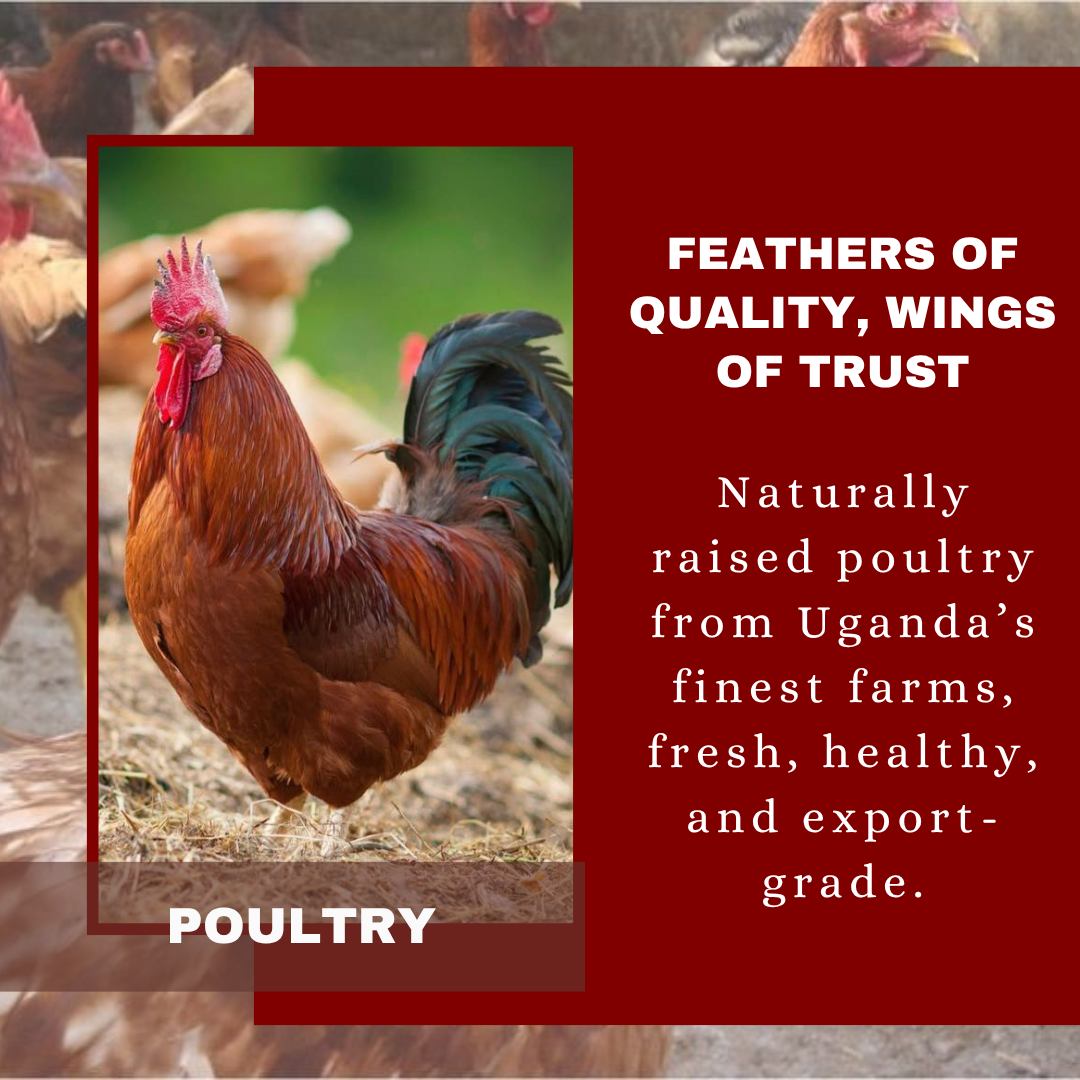 FEATHERS OF
QUALITY, WINGS
OF TRUST
Naturally
raised poultry
from Uganda’s
finest farms,
fresh, healthy,
and export-
grade.
POULTRY